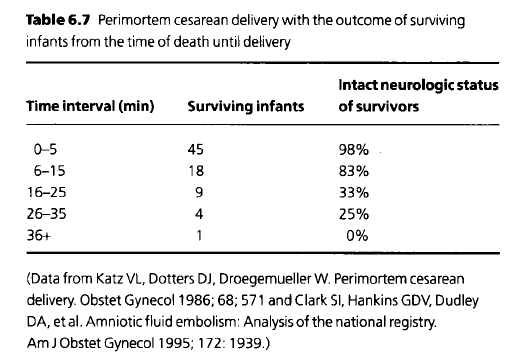 Table 6.7 Perimortem cesarean delivery with the outcome of surviving
infants from the time of death until delivery
Intact neurologic status
Time interval (min) Surviving infants of survivors
0–5 45 98%
6–15 18 83%
16–25 9 33%
26–35 4 25%
36+ 1 0%
(Data from Katz VL, Dotters DJ, Droegemueller W. Perimortem cesarean
delivery. Obstet Gynecol 1986; 68; 571 and Clark SI, Hankins GDV, Dudley
DA, et al. Amniotic fluid embolism: Analysis of the national registry.
Am J Obstet Gynecol 1995; 172: 1939.)